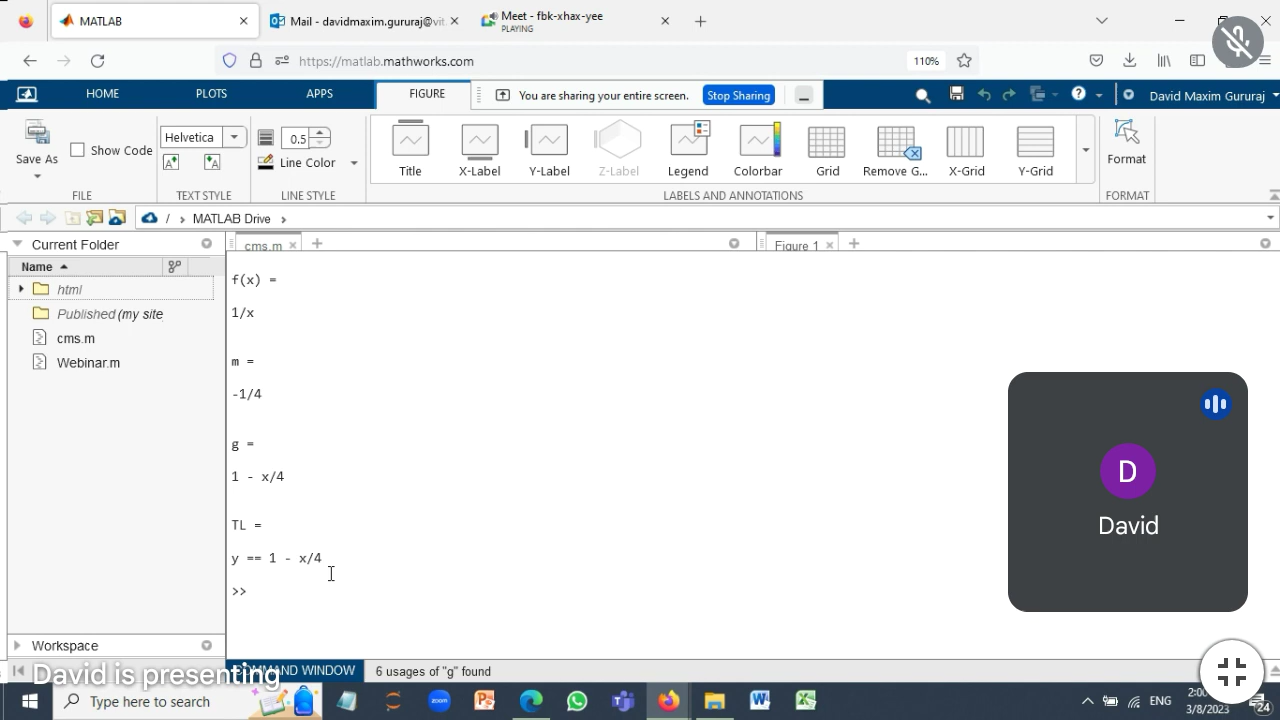 MATLAB
Mail - davidmaxim.gururaj@vit
Meet - fbk-xhax-yee
PLAYING
https://matlab.mathworks.com
110%
HOME
PLOTS
APPS
FIGURE
You are sharing your entire screen.
Stop Sharing
David Maxim Gururaj
Save As
Show Code
FILE
Helvetica
TEXT STYLE
0.5
Line Color
LINE STYLE
Title
X-Label
Y-Label
Z-Label
Legend
Colorbar
Grid
Remove G...
X-Grid
Y-Grid
LABELS AND ANNOTATIONS
Format
FORMAT
/ > MATLAB Drive >
Current Folder
cms.m
Figure 1
Name
html
Published (my site
cms.m
Webinar.m
f(x) =
1/x
m =
-1/4
g =
1 - x/4
TL =
y == 1 - x/4
>>
D
David
Workspace
COMMAND WINDOW
6 usages of "g" found
David is presenting
Type here to search
zoom
ENG
3/8/2023
24